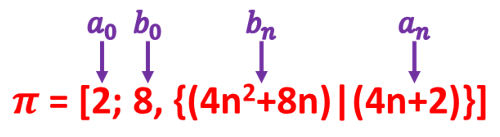 a₀ b₀ bₙ aₙ
π = [2; 8, {(4n²+8n)|(4n+2)}]